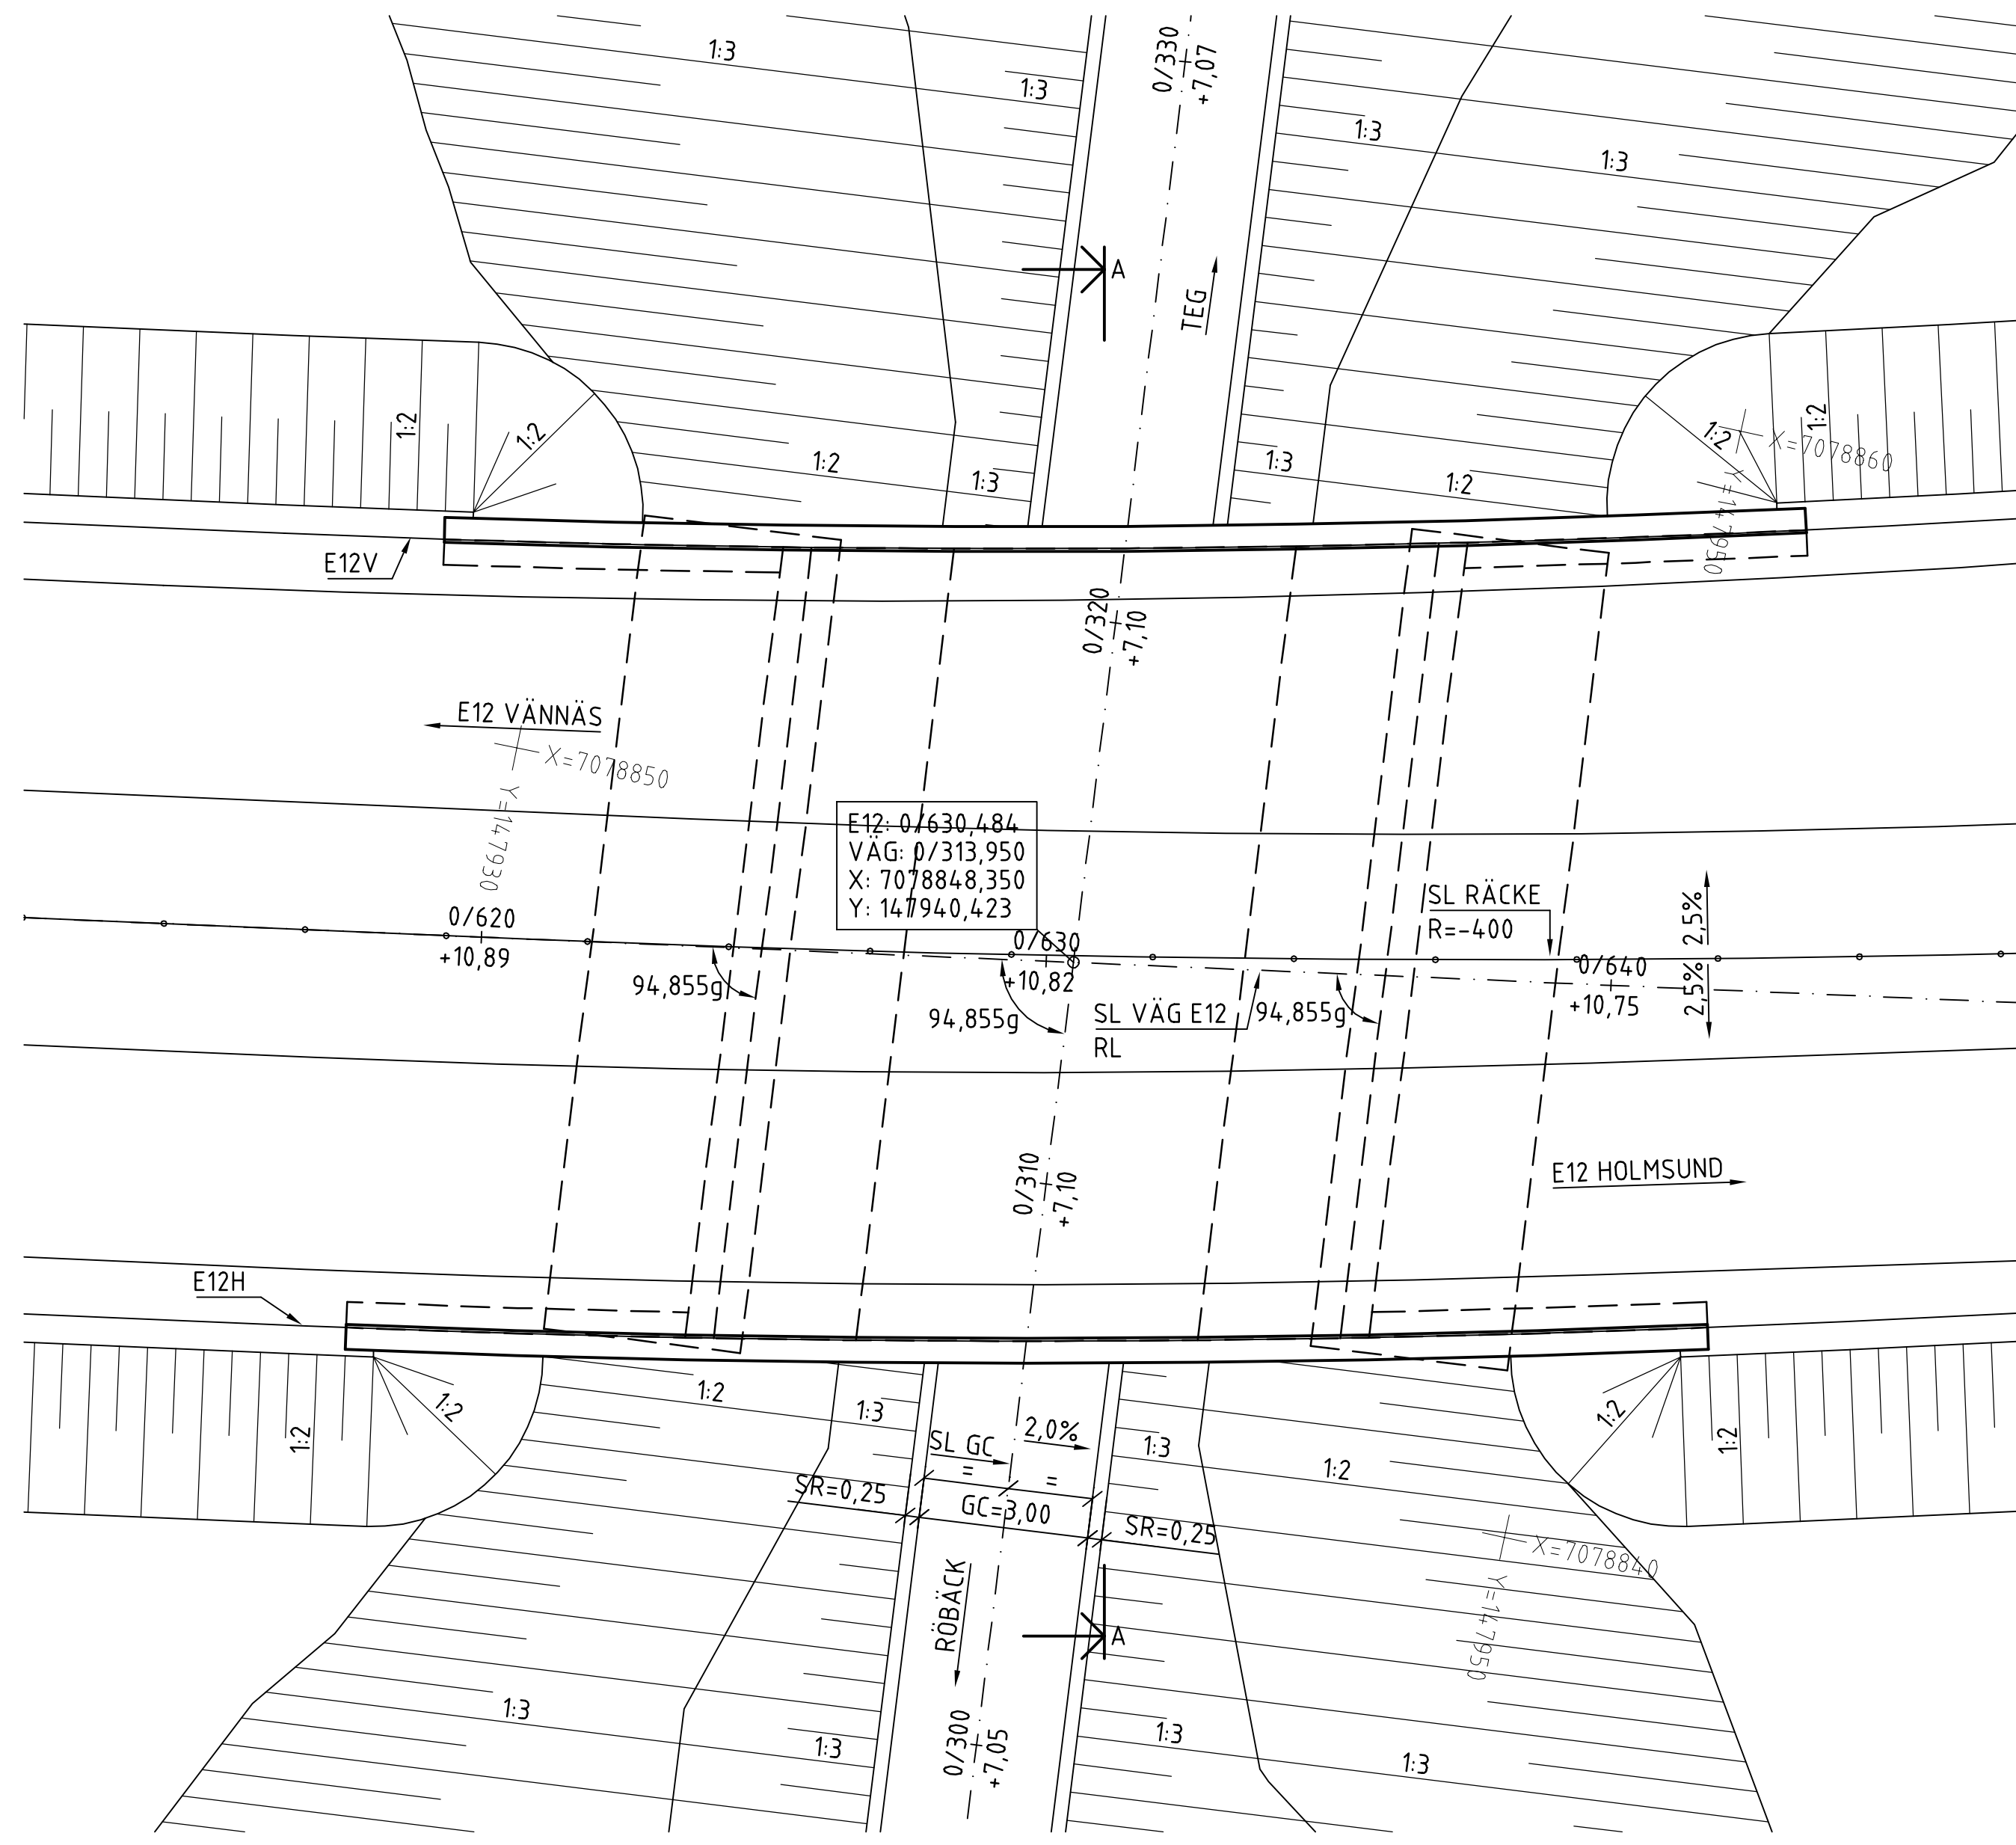 1:3
1:3
0/330
+7,07
1:3
1:3
A
TEG
1:2
1:2
1:2
1:3
1:3
1:2
1:2
1:2
X=7078860
Y=147950
E12V
0/320
+7,10
E12 VÄNNÄS
X=7078850
Y=147930
E12: 0/630,484
VÄG: 0/313,950
X: 7078848,350
Y: 147940,423
SL RÄCKE
R=-400
2,5%
2,5%
0/620
+10,89
0/630
+10,82
0/640
+10,75
94,855g
94,855g
94,855g
SL VÄG E12
RL
0/310
+7,10
E12 HOLMSUND
E12H
1:2
1:2
1:2
1:3
SL GC
2,0%
=
=
SR=0,25
GC=3,00
SR=0,25
1:3
1:2
1:2
1:2
X=7078840
Y=147950
RÖBÄCK
A
1:3
1:3
0/300
+7,05
1:3
1:3